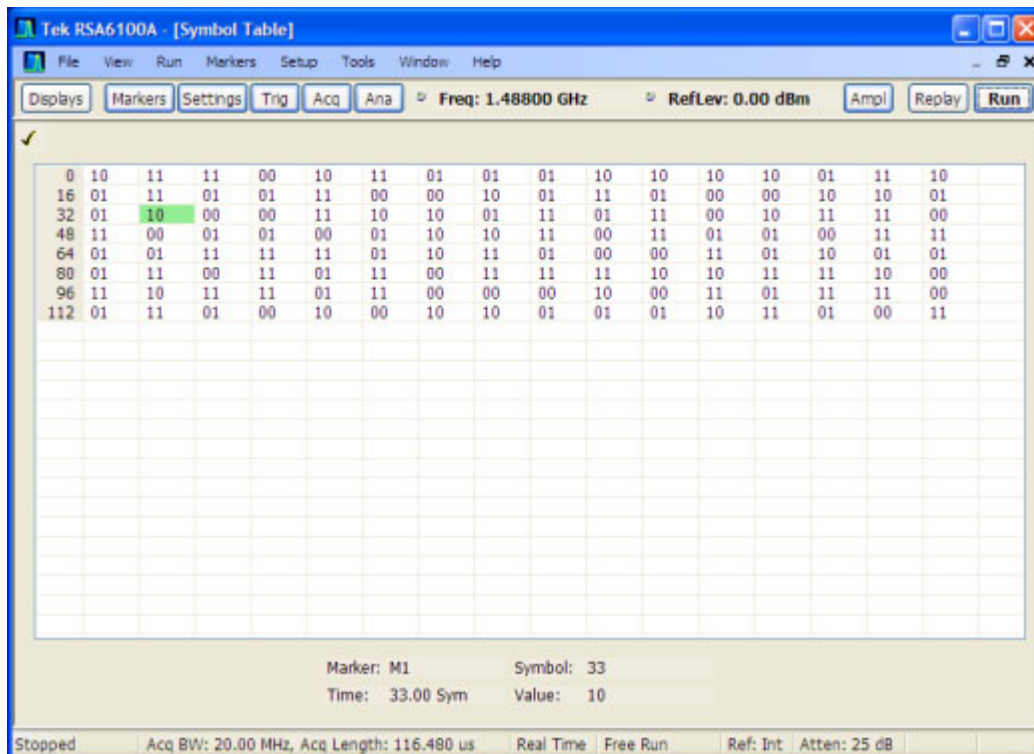 Tek RSA6100A - [Symbol Table]
File View Run Markers Setup Tools Window Help
Displays Markers Settings Trig Acq Ana Freq: 1.48800 GHz RefLev: 0.00 dBm Ampl Replay Run
0 10 11 11 00 10 11 01 01 01 10 10 10 10 01 11 10
16 01 11 01 01 11 00 00 10 01 11 01 00 00 10 10 01
32 01 10 00 00 11 10 10 01 11 01 11 00 10 11 11 00
48 11 00 01 01 00 01 10 10 11 00 11 01 01 00 11 11
64 01 01 11 11 11 01 10 11 01 00 00 11 01 10 01 01
80 01 11 00 11 01 11 00 11 11 11 10 10 11 11 10 00
96 11 10 11 11 01 11 00 00 00 10 00 11 01 11 11 00
112 01 11 01 00 10 00 10 10 01 01 01 10 11 01 00 11
Marker: M1 Symbol: 33
Time: 33.00 Sym Value: 10
Stopped Acq BW: 20.00 MHz, Acq Length: 116.480 us Real Time Free Run Ref: Int Atten: 25 dB